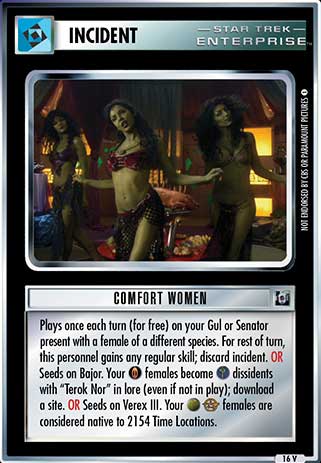 INCIDENT
STAR TREK
ENTERPRISE™
NOT ENDORSED BY CBS OR PARAMOUNT PICTURES
COMFORT WOMEN
Plays once each turn (for free) on your Gul or Senator
present with a female of a different species. For rest of turn,
this personnel gains any regular skill; discard incident. OR
Seeds on Bajor. Your females become dissidents
with "Terok Nor" in lore (even if not in play); download
a site. OR Seeds on Verex III. Your females are
considered native to 2154 Time Locations.
16 V